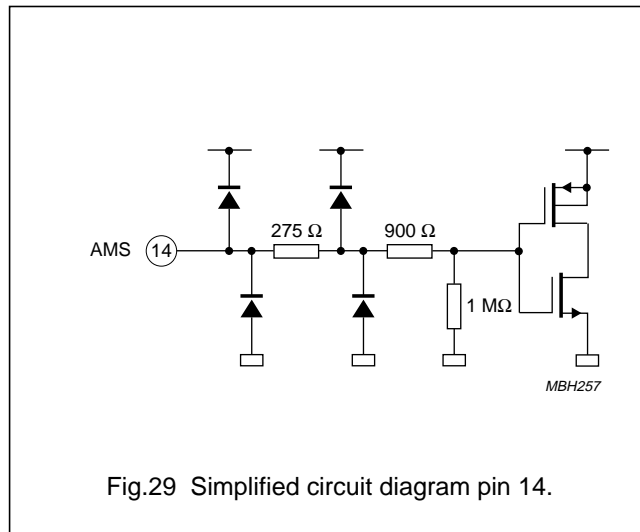 275 Ω 900 Ω
AMS 14
1 MΩ
MBH257
Fig.29 Simplified circuit diagram pin 14.